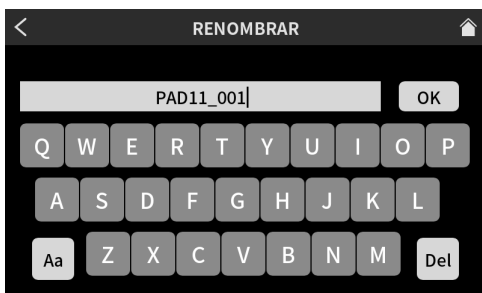 RENOMBRAR
PAD11_001 OK
Q W E R T Y U I O P
A S D F G H J K L
Aa Z X C V B N M Del